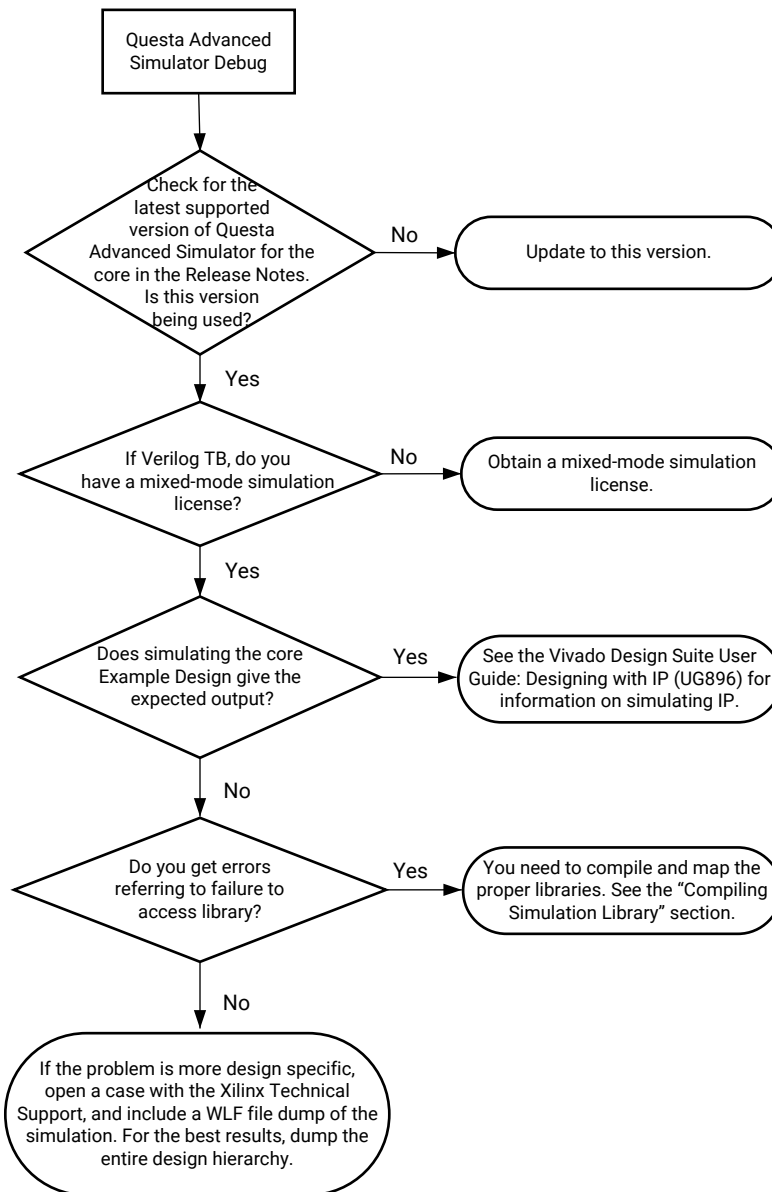 Questa Advanced
Simulator Debug
Check for the
latest supported
version of Questa
Advanced Simulator for the
core in the Release Notes.
Is this version
being used?
No
Update to this version.
Yes
If Verilog TB, do you
have a mixed-mode simulation
license?
No
Obtain a mixed-mode simulation
license.
Yes
Does simulating the core
Example Design give the
expected output?
Yes
See the Vivado Design Suite User
Guide: Designing with IP (UG896) for
information on simulating IP.
No
Do you get errors
referring to failure to
access library?
Yes
You need to compile and map the
proper libraries. See the “Compiling
Simulation Library” section.
No
If the problem is more design specific,
open a case with the Xilinx Technical
Support, and include a WLF file dump of the
simulation. For the best results, dump the
entire design hierarchy.